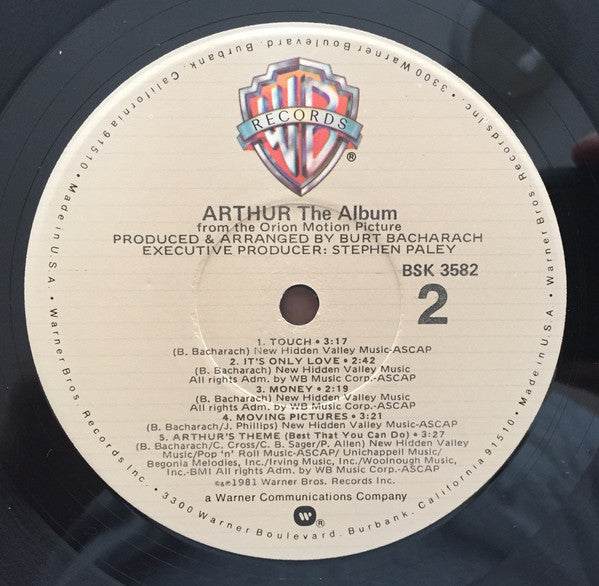 WB
RECORDS
®
ARTHUR The Album
from the Orion Motion Picture
PRODUCED & ARRANGED BY BURT BACHARACH
EXECUTIVE PRODUCER: STEPHEN PALEY
BSK 3582
2
1. TOUCH • 3:17
(B. Bacharach) New Hidden Valley Music-ASCAP
2. IT'S ONLY LOVE • 2:42
(B. Bacharach) New Hidden Valley Music
All rights Adm. by WB Music Corp.-ASCAP
3. MONEY • 2:19
(B. Bacharach) New Hidden Valley Music
All rights Adm. by WB Music Corp.-ASCAP
4. MOVING PICTURES • 3:21
(B. Bacharach/J. Phillips) New Hidden Valley Music-ASCAP
5. ARTHUR'S THEME (Best That You Can Do) • 3:27
(B. Bacharach/C. Cross/C. B. Sager/P. Allen) New Hidden Valley
Music/Pop 'n' Roll Music-ASCAP/ Unichappell Music/
Begonia Melodies, Inc./Irving Music, Inc./Woolnough Music,
Inc.-BMI All rights Adm. by WB Music Corp.-ASCAP
©℗1981 Warner Bros. Records Inc.
a Warner Communications Company
®
Warner Bros. Records Inc. • 3300 Warner Boulevard, Burbank, California 91510 • Made in U.S.A. •
Warner Bros. Records Inc. • 3300 Warner Boulevard, Burbank, California 91510 • Made in U.S.A. •